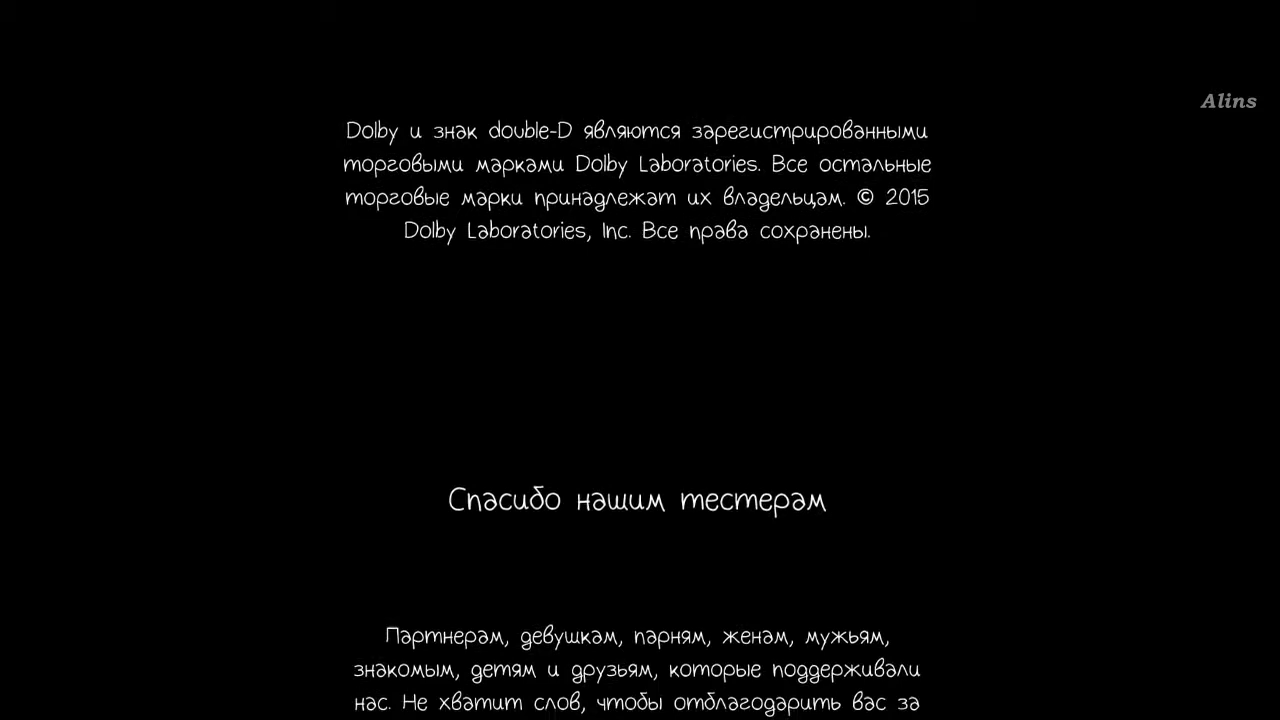 Alins
Dolby и знак double-D являются зарегистрированными
торговыми марками Dolby Laboratories. Все остальные
торговые марки принадлежат их владельцам. © 2015
Dolby Laboratories, Inc. Все права сохранены.
Спасибо нашим тестерам
Партнерам, девушкам, парням, женам, мужьям,
знакомым, детям и друзьям, которые поддерживали
нас. Не хватит слов, чтобы отблагодарить вас за